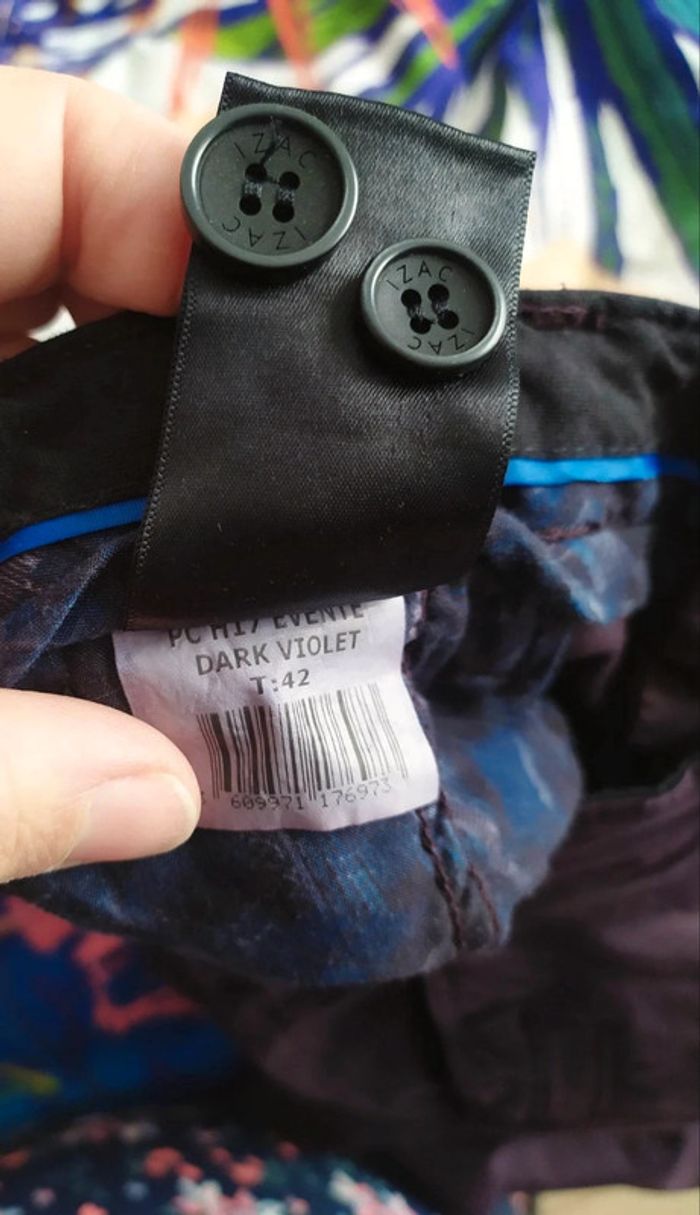 IZAC
IZAC
IZAC
IZAC
PC H17 EVENTE
DARK VIOLET
T:42
609971 176973